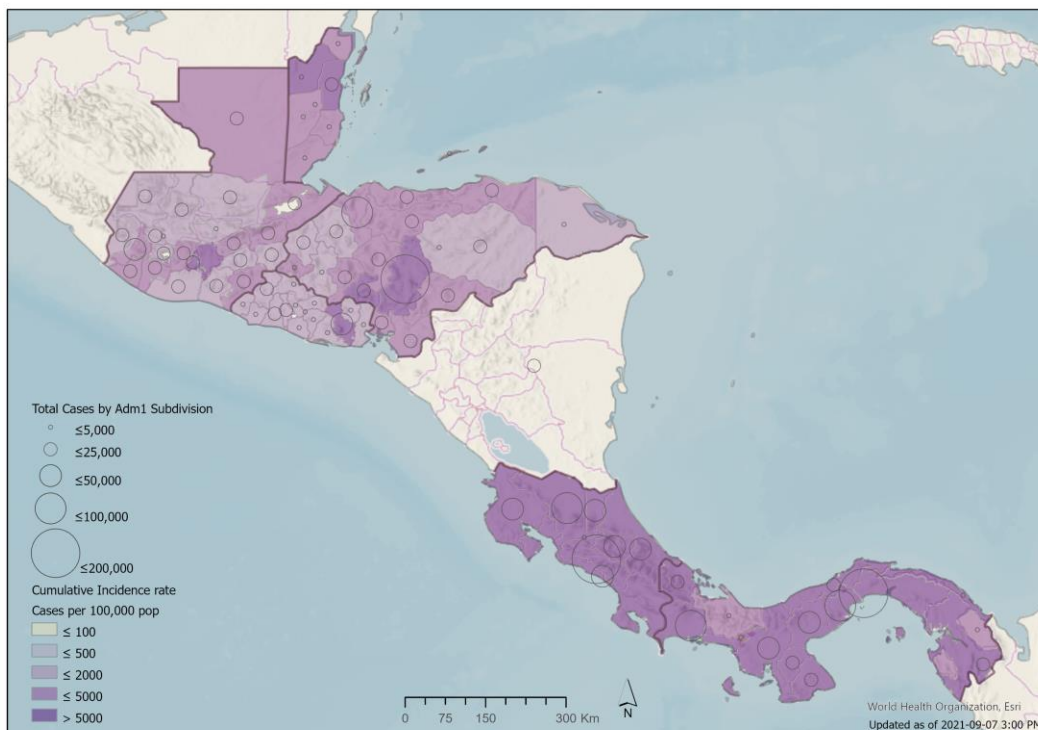 Total Cases by Adm1 Subdivision
≤5,000
≤25,000
≤50,000
≤100,000
≤200,000
Cumulative Incidence rate
Cases per 100,000 pop
≤ 100
≤ 500
≤ 2000
≤ 5000
> 5000
0 75 150 300 Km
N
World Health Organization, Esri
Updated as of 2021-09-07 3:00 PM